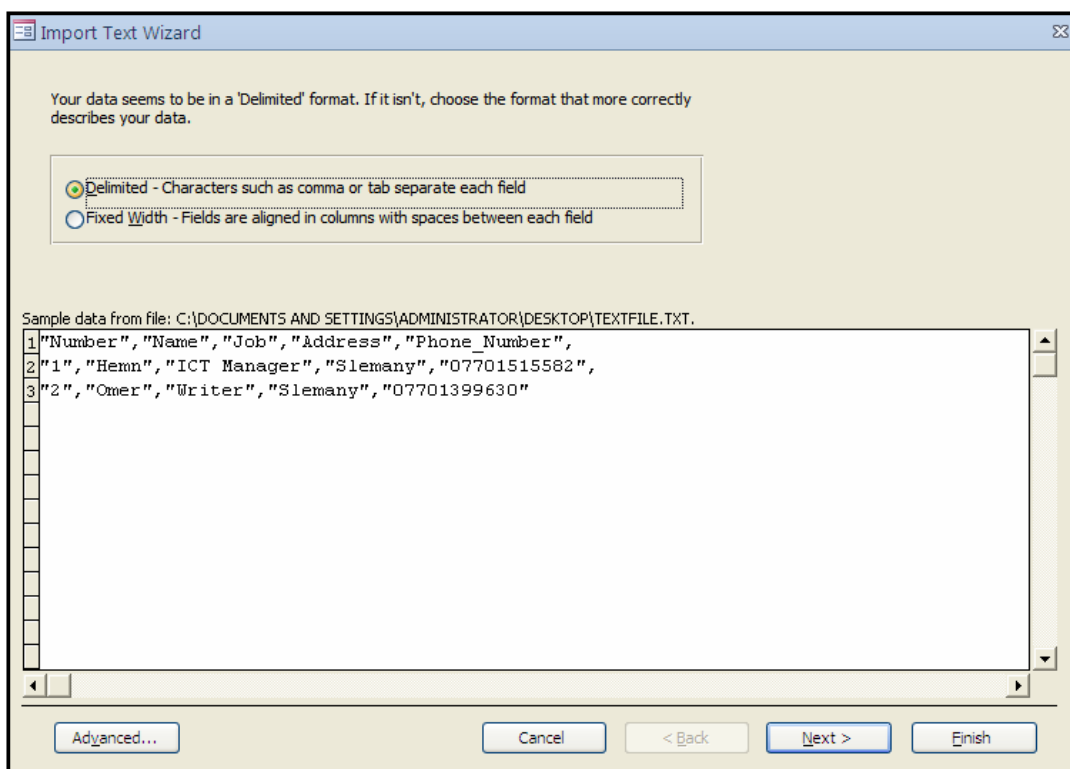 Import Text Wizard
Your data seems to be in a 'Delimited' format. If it isn't, choose the format that more correctly
describes your data.
Delimited - Characters such as comma or tab separate each field
Fixed Width - Fields are aligned in columns with spaces between each field
Sample data from file: C:\DOCUMENTS AND SETTINGS\ADMINISTRATOR\DESKTOP\TEXTFILE.TXT.
1 "Number","Name","Job","Address","Phone_Number",
2 "1","Hemn","ICT Manager","Slemany","07701515582",
3 "2","Omer","Writer","Slemany","07701399630"
Advanced... Cancel < Back Next > Finish